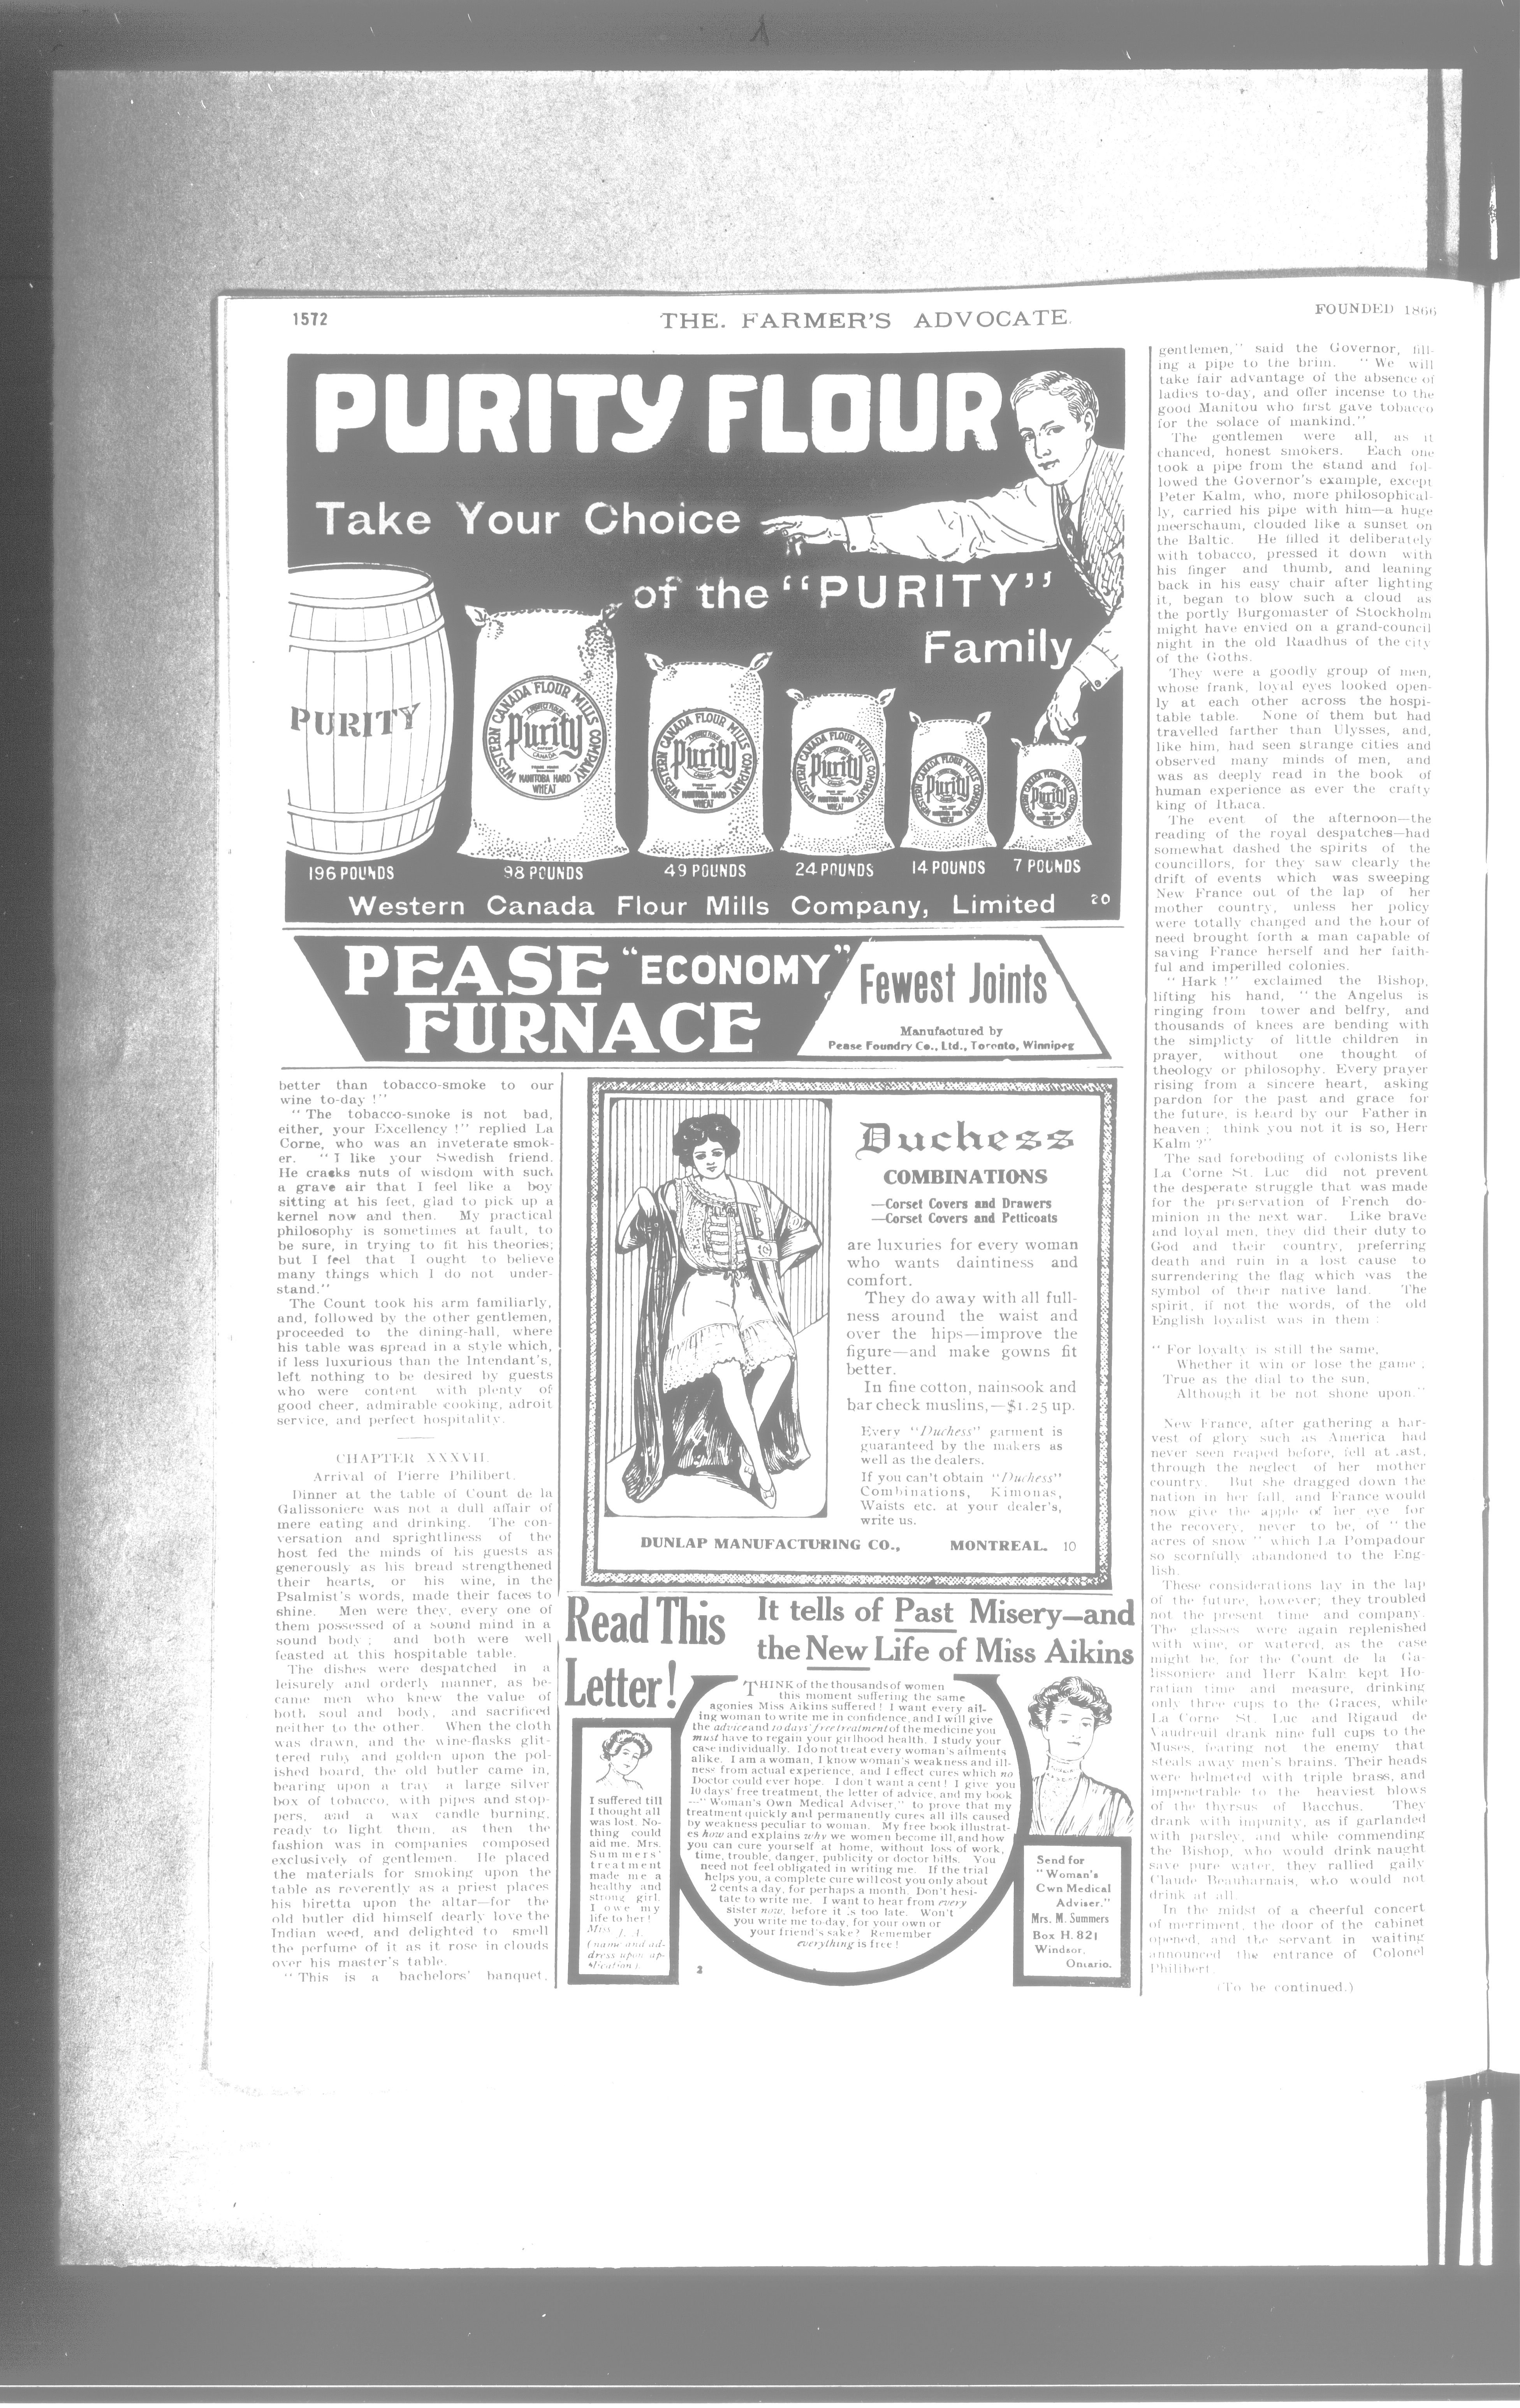 1572
THE. FARMER'S ADVOCATE.
FOUNDED 1866
PURITY FLOUR
Take Your Choice
of the "PURITY"
Family
PURITY
WESTERN CANADA FLOUR MILLS COMPANY
Purity
CANADA
MANITOBA HARD
WHEAT
WESTERN CANADA FLOUR MILLS COMPANY
Purity
MANITOBA HARD
WHEAT
WESTERN CANADA FLOUR MILLS COMPANY
Purity
MANITOBA HARD
WHEAT
WESTERN CANADA FLOUR MILLS COMPANY
Purity
WESTERN CANADA FLOUR MILLS COMPANY
Purity
196 POUNDS
98 POUNDS
49 POUNDS
24 POUNDS
14 POUNDS
7 POUNDS
Western Canada Flour Mills Company, Limited 20
PEASE "ECONOMY"
FURNACE
Fewest Joints
Manufactured by
Pease Foundry Co., Ltd., Toronto, Winnipeg
better than tobacco-smoke to our
wine to-day !"
" The tobacco-smoke is not bad,
either, your Excellency !" replied La
Corne, who was an inveterate smok-
er. " I like your Swedish friend.
He cracks nuts of wisdom with such
a grave air that I feel like a boy
sitting at his feet, glad to pick up a
kernel now and then. My practical
philosophy is sometimes at fault, to
be sure, in trying to fit his theories;
but I feel that I ought to believe
many things which I do not under-
stand."
The Count took his arm familiarly,
and, followed by the other gentlemen,
proceeded to the dining-hall, where
his table was spread in a style which,
if less luxurious than the Intendant's,
left nothing to be desired by guests
who were content with plenty of
good cheer, admirable cooking, adroit
service, and perfect hospitality.
CHAPTER XXXVII.
Arrival of Pierre Philibert.
Dinner at the table of Count de la
Galissoniere was not a dull affair of
mere eating and drinking. The con-
versation and sprightliness of the
host fed the minds of his guests as
generously as his bread strengthened
their hearts, or his wine, in the
Psalmist's words, made their faces to
shine. Men were they, every one of
them possessed of a sound mind in a
sound body ; and both were well
feasted at this hospitable table.
The dishes were despatched in a
leisurely and orderly manner, as be-
came men who knew the value of
both soul and body, and sacrificed
neither to the other. When the cloth
was drawn, and the wine-flasks glit-
tered ruby and golden upon the pol-
ished board, the old butler came in,
bearing upon a tray a large silver
box of tobacco, with pipes and stop-
pers, and a wax candle burning,
ready to light them, as then the
fashion was in companies composed
exclusively of gentlemen. He placed
the materials for smoking upon the
table as reverently as a priest places
his biretta upon the altar—for the
old butler did himself dearly love the
Indian weed, and delighted to smell
the perfume of it as it rose in clouds
over his master's table.
" This is a bachelors' banquet,
Duchess
COMBINATIONS
—Corset Covers and Drawers
—Corset Covers and Petticoats
are luxuries for every woman
who wants daintiness and
comfort.
They do away with all full-
ness around the waist and
over the hips—improve the
figure—and make gowns fit
better.
In fine cotton, nainsook and
bar check muslins,—$1.25 up.
Every "Duchess" garment is
guaranteed by the makers as
well as the dealers.
If you can't obtain "Duchess"
Combinations, Kimonas,
Waists etc. at your dealer's,
write us.
DUNLAP MANUFACTURING CO., MONTREAL. 10
Read This
Letter!
It tells of Past Misery—and
the New Life of Miss Aikins
I suffered till
I thought all
was lost. No-
thing could
aid me. Mrs.
Summers'
treatment
made me a
healthy and
strong girl.
I owe my
life to her!
Miss J. A.
(name and ad-
dress upon ap-
plication).
THINK of the thousands of women
this moment suffering the same
agonies Miss Aikins suffered! I want every ail-
ing woman to write me in confidence, and I will give
the advice and 10 days' free treatment of the medicine you
must have to regain your girlhood health. I study your
case individually. I do not treat every woman's ailments
alike. I am a woman, I know woman's weakness and ill-
ness from actual experience, and I effect cures which no
Doctor could ever hope. I don't want a cent! I give you
10 days' free treatment, the letter of advice, and my book
—"Woman's Own Medical Adviser," to prove that my
treatment quickly and permanently cures all ills caused
by weakness peculiar to woman. My free book illustrat-
es how and explains why we women become ill, and how
you can cure yourself at home, without loss of work,
time, trouble, danger, publicity or doctor bills. You
need not feel obligated in writing me. If the trial
helps you, a complete cure will cost you only about
2 cents a day, for perhaps a month. Don't hesi-
tate to write me. I want to hear from every
sister now, before it is too late. Won't
you write me to-day, for your own or
your friend's sake? Remember
everything is free!
Send for
"Woman's
Own Medical
Adviser."
Mrs. M. Summers
Box H. 821
Windsor,
Ontario.
gentlemen," said the Governor, fill-
ing a pipe to the brim. " We will
take fair advantage of the absence of
ladies to-day, and offer incense to the
good Manitou who first gave tobacco
for the solace of mankind."
The gentlemen were all, as it
chanced, honest smokers. Each one
took a pipe from the stand and fol-
lowed the Governor's example, except
Peter Kalm, who, more philosophical-
ly, carried his pipe with him—a huge
meerschaum, clouded like a sunset on
the Baltic. He filled it deliberately
with tobacco, pressed it down with
his finger and thumb, and leaning
back in his easy chair after lighting
it, began to blow such a cloud as
the portly Burgomaster of Stockholm
might have envied on a grand-council
night in the old Raadhus of the city
of the Goths.
They were a goodly group of men,
whose frank, loyal eyes looked open-
ly at each other across the hospi-
table table. None of them but had
travelled farther than Ulysses, and,
like him, had seen strange cities and
observed many minds of men, and
was as deeply read in the book of
human experience as ever the crafty
king of Ithaca.
The event of the afternoon—the
reading of the royal despatches—had
somewhat dashed the spirits of the
councillors, for they saw clearly the
drift of events which was sweeping
New France out of the lap of her
mother country, unless her policy
were totally changed and the hour of
need brought forth a man capable of
saving France herself and her faith-
ful and imperilled colonies.
" Hark !" exclaimed the Bishop,
lifting his hand, " the Angelus is
ringing from tower and belfry, and
thousands of knees are bending with
the simplicty of little children in
prayer, without one thought of
theology or philosophy. Every prayer
rising from a sincere heart, asking
pardon for the past and grace for
the future, is heard by our Father in
heaven ; think you not it is so, Herr
Kalm ?"
The sad foreboding of colonists like
La Corne St. Luc did not prevent
the desperate struggle that was made
for the preservation of French do-
minion in the next war. Like brave
and loyal men, they did their duty to
God and their country, preferring
death and ruin in a lost cause to
surrendering the flag which was the
symbol of their native land. The
spirit, if not the words, of the old
English loyalist was in them :
" For loyalty is still the same,
Whether it win or lose the game ;
True as the dial to the sun,
Although it be not shone upon."
New France, after gathering a har-
vest of glory such as America had
never seen reaped before, fell at last,
through the neglect of her mother
country. But she dragged down the
nation in her fall, and France would
now give the apple of her eye for
the recovery, never to be, of " the
acres of snow " which La Pompadour
so scornfully abandoned to the Eng-
lish.
These considerations lay in the lap
of the future, however; they troubled
not the present time and company.
The glasses were again replenished
with wine, or watered, as the case
might be, for the Count de la Ga-
lissoniere and Herr Kalm kept Ho-
ratian time and measure, drinking
only three cups to the Graces, while
La Corne St. Luc and Rigaud de
Vaudreuil drank nine full cups to the
Muses, fearing not the enemy that
steals away men's brains. Their heads
were helmeted with triple brass, and
impenetrable to the heaviest blows
of the thyrsus of Bacchus. They
drank with impunity, as if garlanded
with parsley, and while commending
the Bishop, who would drink naught
save pure water, they rallied gaily
Claude Beauharnais, who would not
drink at all.
In the midst of a cheerful concert
of merriment, the door of the cabinet
opened, and the servant in waiting
announced the entrance of Colonel
Philibert.
(To be continued.)